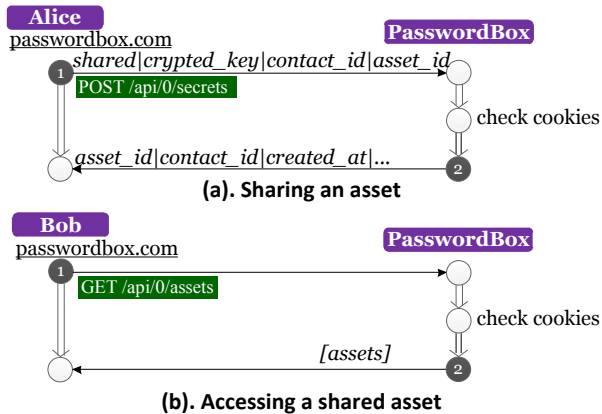 Alice
passwordbox.com
PasswordBox
shared|crypted_key|contact_id|asset_id
1
POST /api/0/secrets
check cookies
asset_id|contact_id|created_at|...
2
(a). Sharing an asset
Bob
passwordbox.com
PasswordBox
1
GET /api/0/assets
check cookies
[assets]
2
(b). Accessing a shared asset